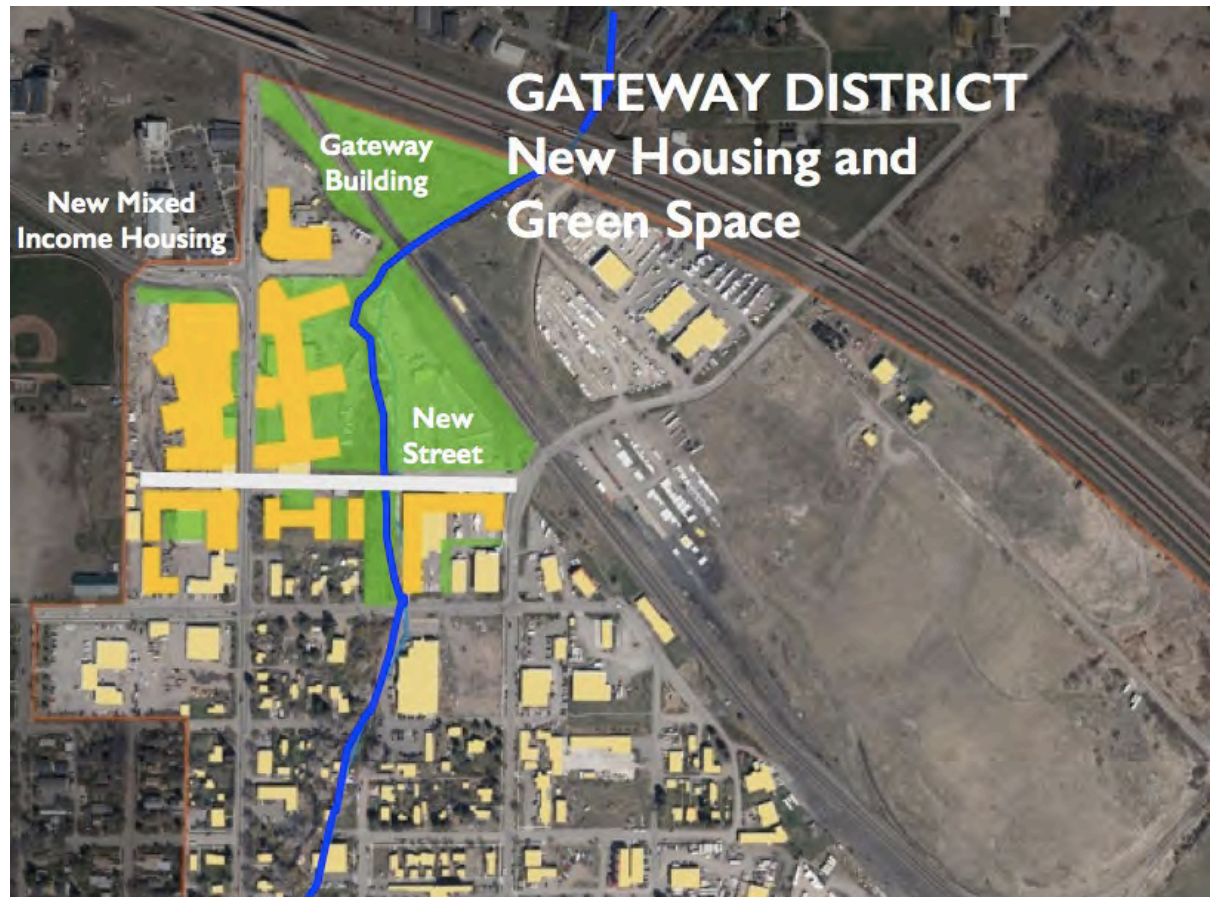 GATEWAY DISTRICT
New Housing and
Green Space
Gateway
Building
New Mixed
Income Housing
New
Street